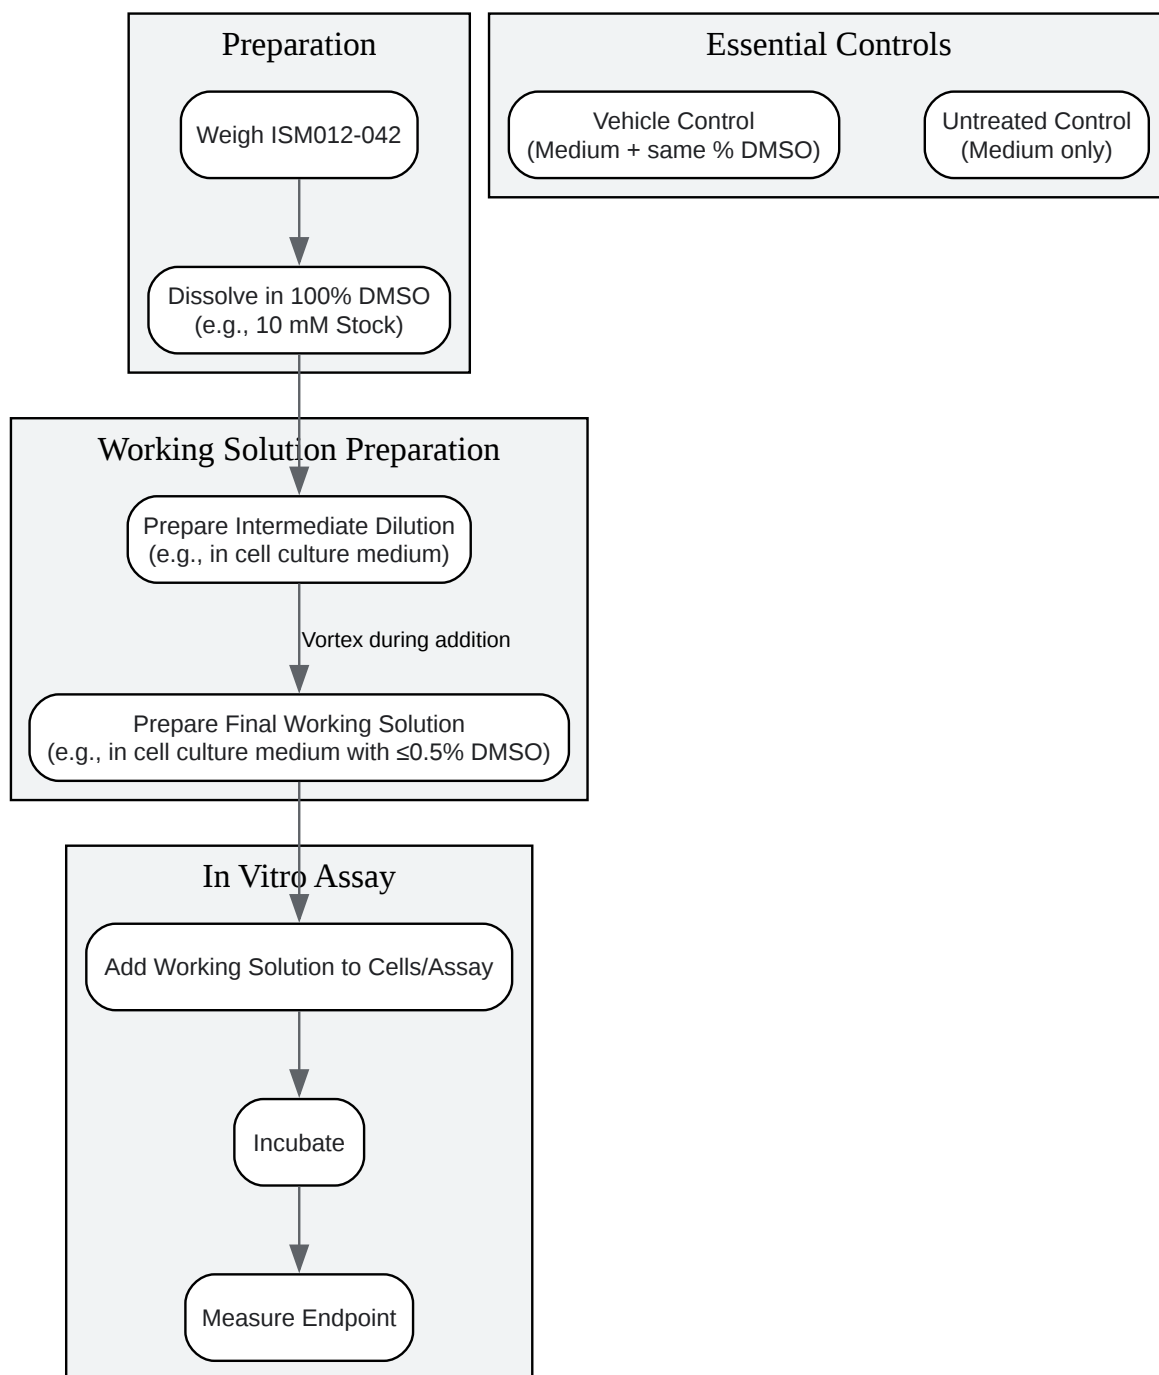 Preparation
Weigh ISM012-042
Dissolve in 100% DMSO
(e.g., 10 mM Stock)
Essential Controls
Vehicle Control
(Medium + same % DMSO)
Untreated Control
(Medium only)
Working Solution Preparation
Prepare Intermediate Dilution
(e.g., in cell culture medium)
Vortex during addition
Prepare Final Working Solution
(e.g., in cell culture medium with ≤0.5% DMSO)
In Vitro Assay
Add Working Solution to Cells/Assay
Incubate
Measure Endpoint